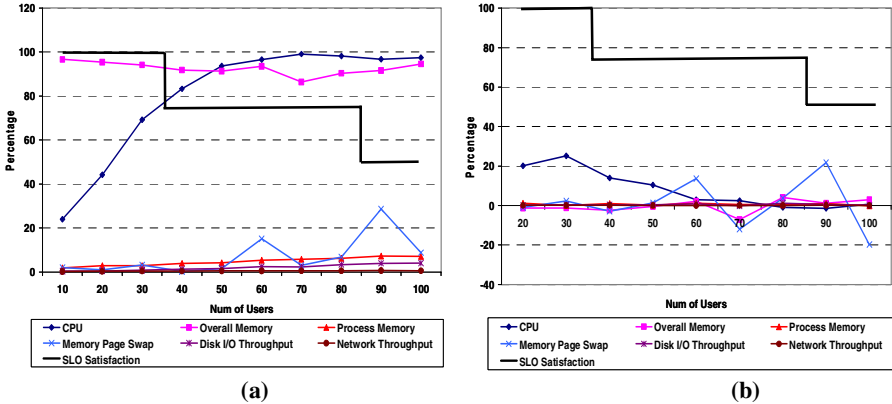 120
100
80
60
40
20
0
Percentage
10 20 30 40 50 60 70 80 90 100
Num of Users
CPU Overall Memory Process Memory
Memory Page Swap Disk I/O Throughput Network Throughput
SLO Satisfaction
(a)
100
80
60
40
20
0
-20
-40
Percentage
20 30 40 50 60 70 80 90 100
Num of Users
CPU Overall Memory Process Memory
Memory Page Swap Disk I/O Throughput Network Throughput
SLO Satisfaction
(b)